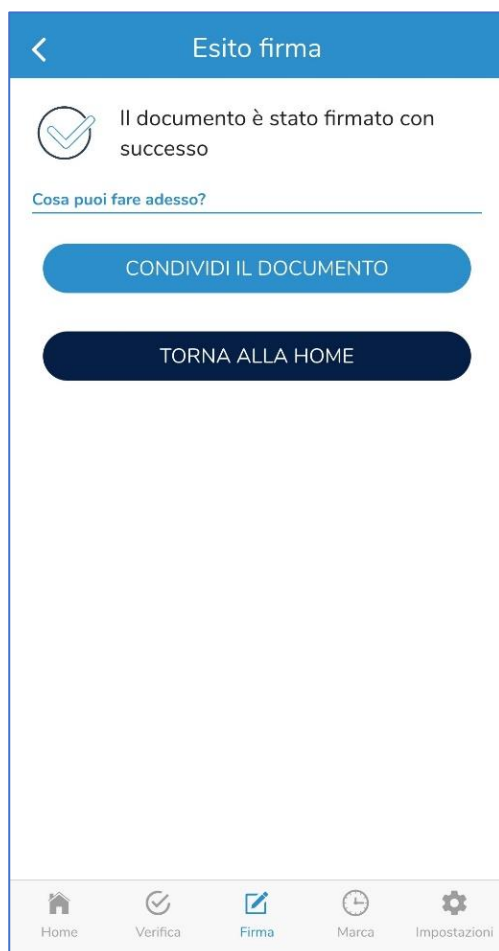 Esito firma
Il documento è stato firmato con
successo
Cosa puoi fare adesso?
CONDIVIDI IL DOCUMENTO
TORNA ALLA HOME
Home
Verifica
Firma
Marca
Impostazioni